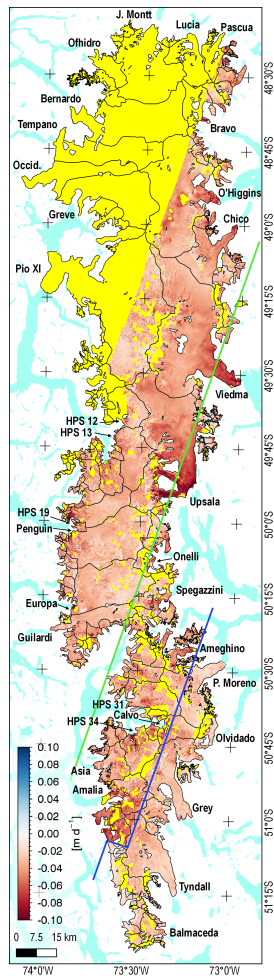 J. Montt
Lucia
Pascua
Ofhidro
48°30'S
Bernardo
Tempano
Bravo
48°45'S
Occid.
O'Higgins
Greve
Chico
49°0'S
Pio XI
49°15'S
Viedma
49°30'S
HPS 12
HPS 13
49°45'S
Upsala
HPS 19
Penguin
50°0'S
Onelli
Spegazzini
50°15'S
Europa
Guilardi
Ameghino
50°30'S
P. Moreno
HPS 31
Calvo
HPS 34
Olvidado
50°45'S
Asia
Amalia
0.10
0.08
0.06
0.04
0.02
0.00
-0.02
-0.04
-0.06
-0.08
-0.10
[m d⁻¹]
Grey
51°0'S
Tyndall
51°15'S
Balmaceda
0 7.5 15 km
74°0'W 73°30'W 73°0'W